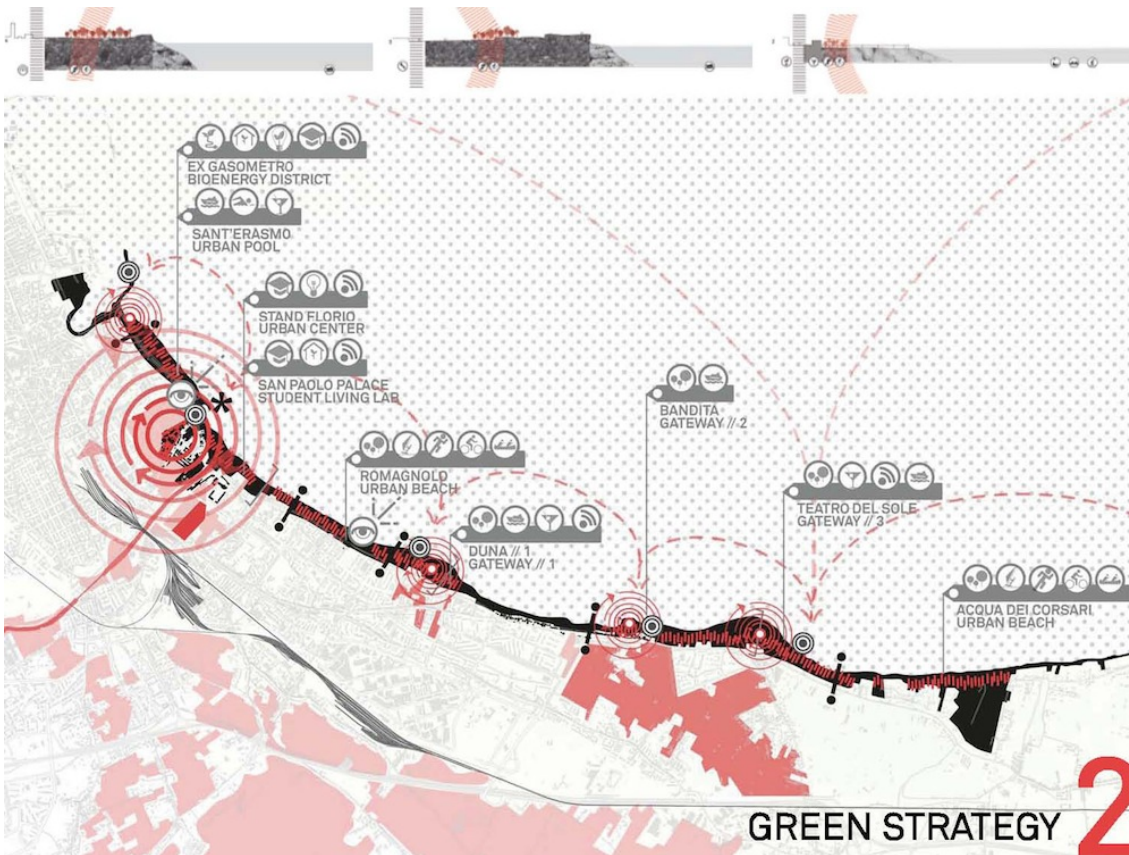 EX GASOMETRO
BIOENERGY DISTRICT
SANT'ERASMO
URBAN POOL
STAND FLORIO
URBAN CENTER
SAN PAOLO PALACE
STUDENT LIVING LAB
ROMAGNOLO
URBAN BEACH
DUNA // 1
GATEWAY // 1
BANDITA
GATEWAY // 2
TEATRO DEL SOLE
GATEWAY // 3
ACQUA DEI CORSARI
URBAN BEACH
GREEN STRATEGY 2